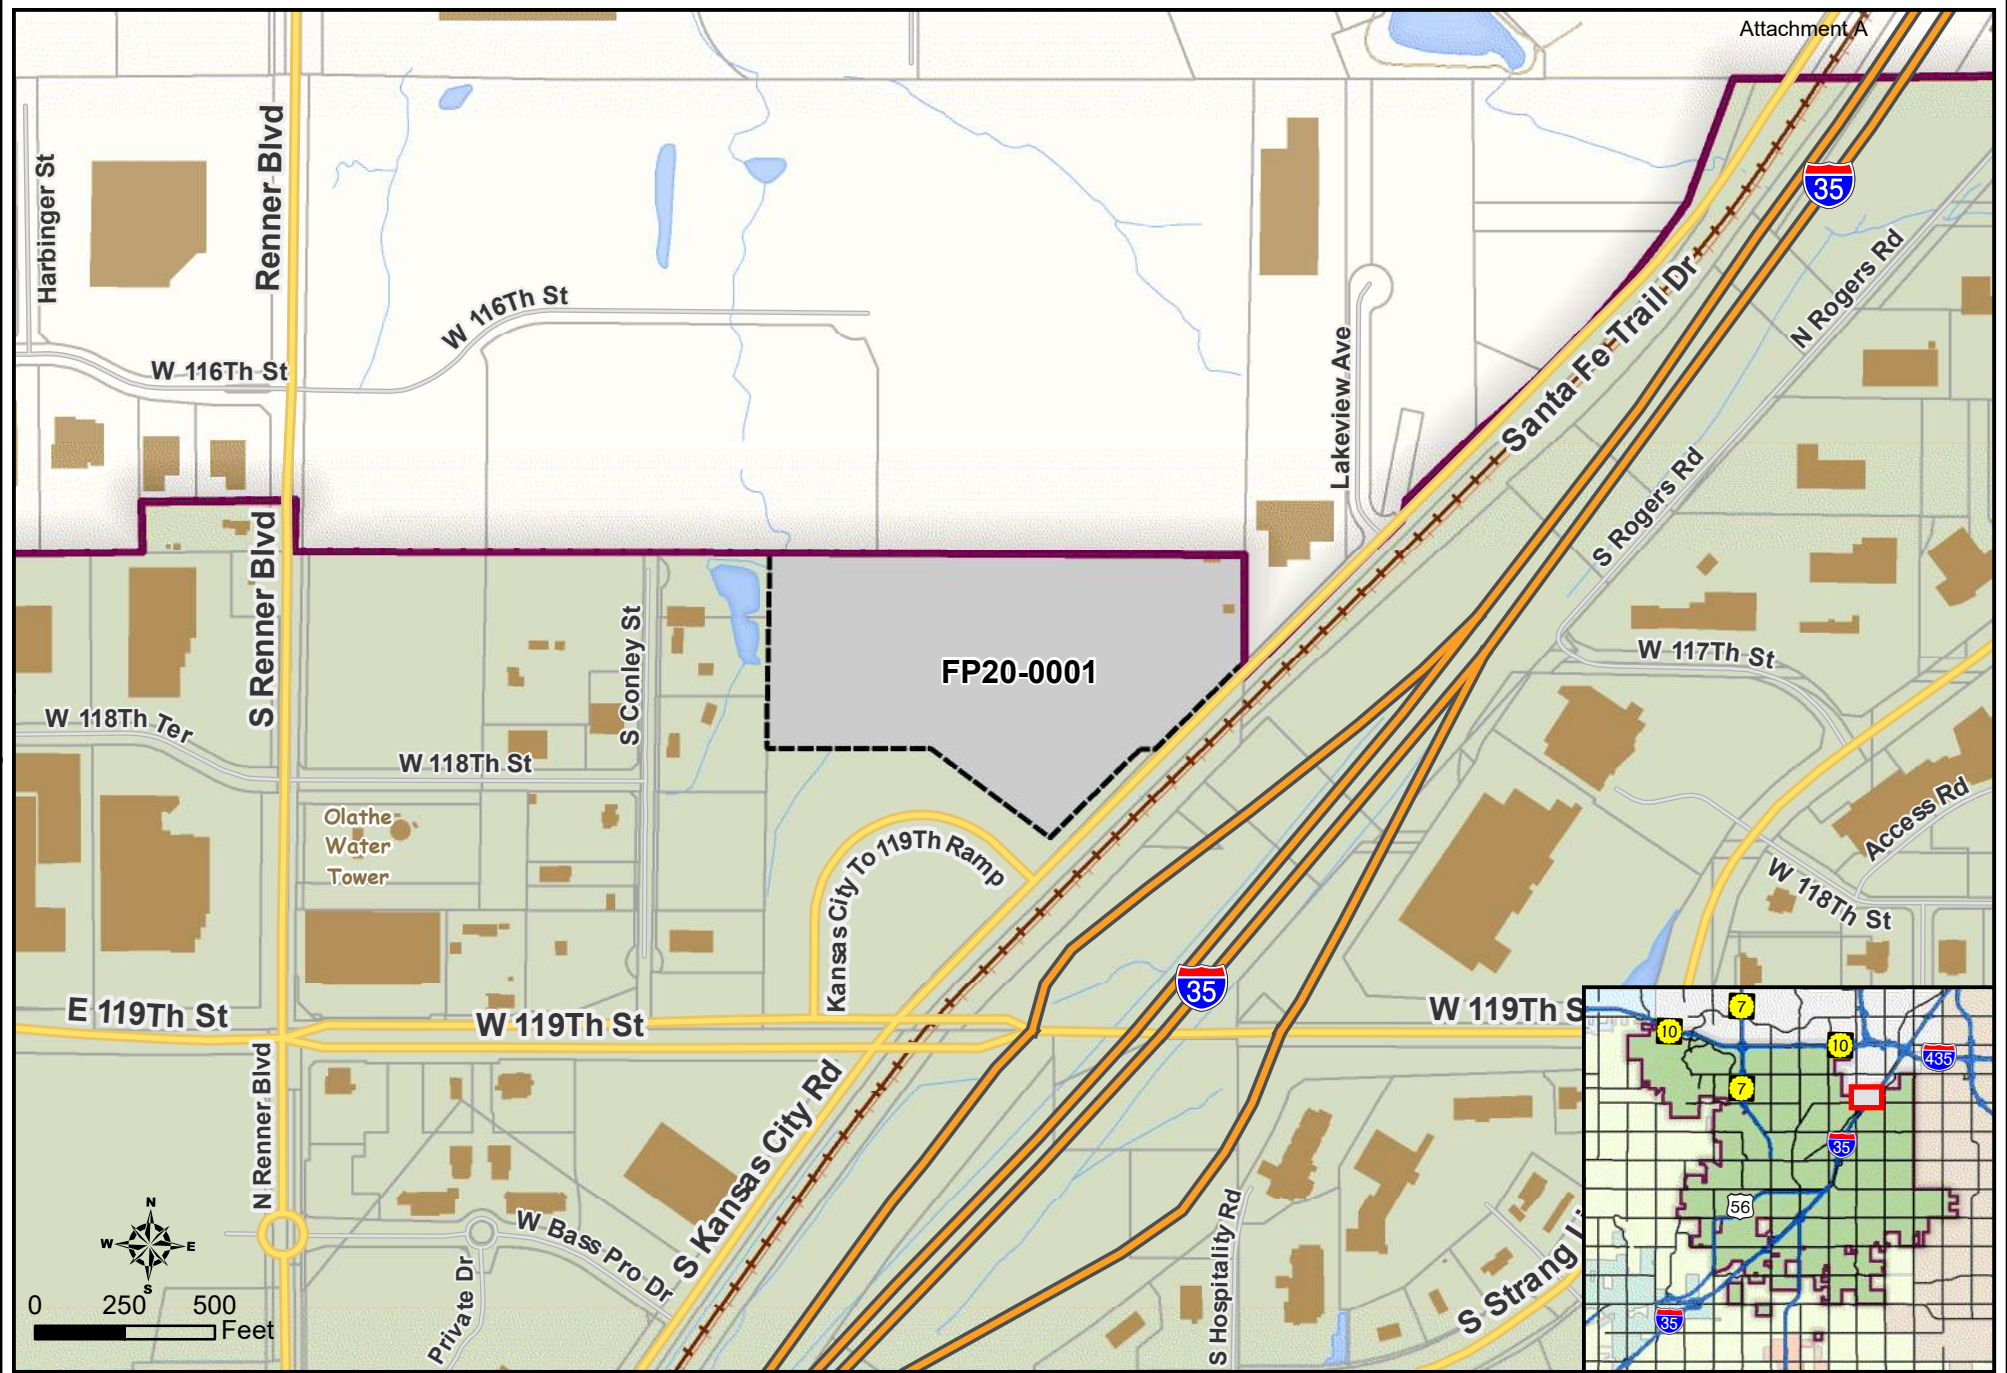 Attachment A
Renner Blvd
Harbinger St
35
W 116Th St
N Rogers Rd
Santa Fe Trail Dr
Lakeview Ave
W 116Th St
S Rogers Rd
S Renner Blvd
S Conley St
W 117Th St
FP20-0001
W 118Th Ter
W 118Th St
Access Rd
Olathe
Water
Tower
Kansas City To 119Th Ramp
W 118Th St
35
E 119Th St
W 119Th St
W 119Th S
7
10
10
435
N Renner Blvd
S Kansas City Rd
7
35
56
W Bass Pro Dr
S Hospitality Rd
Private Dr
S Strang Li
35
N
W E
S
0 250 500
Feet